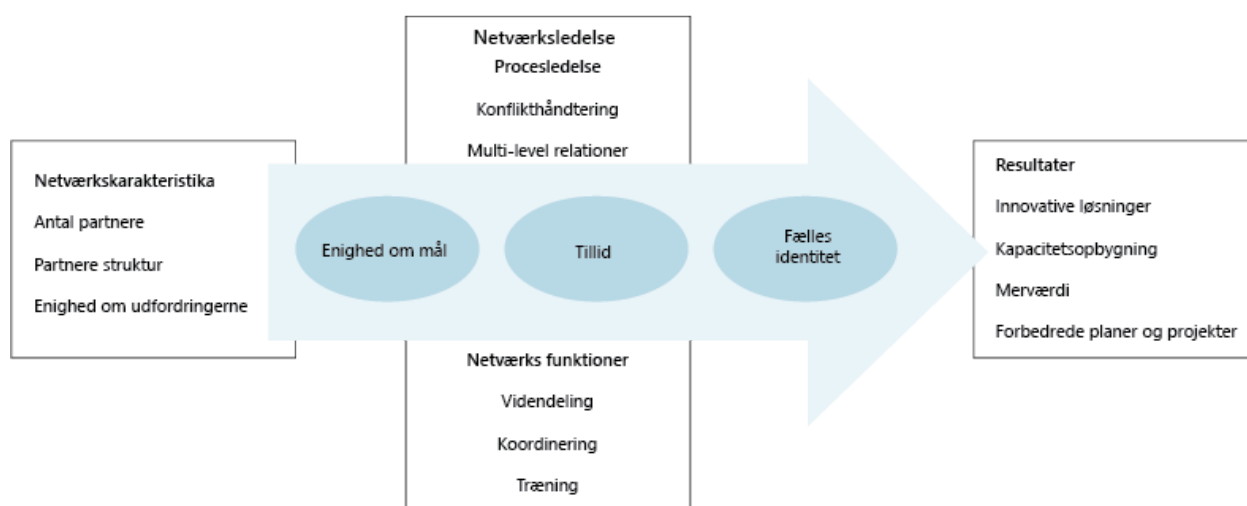 Netværksledelse
Procesledelse
Konflikthåndtering
Multi-level relationer
Netværkskarakteristika
Antal partnere
Partnere struktur
Enighed om udfordringerne
Enighed om mål
Tillid
Fælles
identitet
Netværks funktioner
Videndeling
Koordinering
Træning
Resultater
Innovative løsninger
Kapacitetsopbygning
Merværdi
Forbedrede planer og projekter